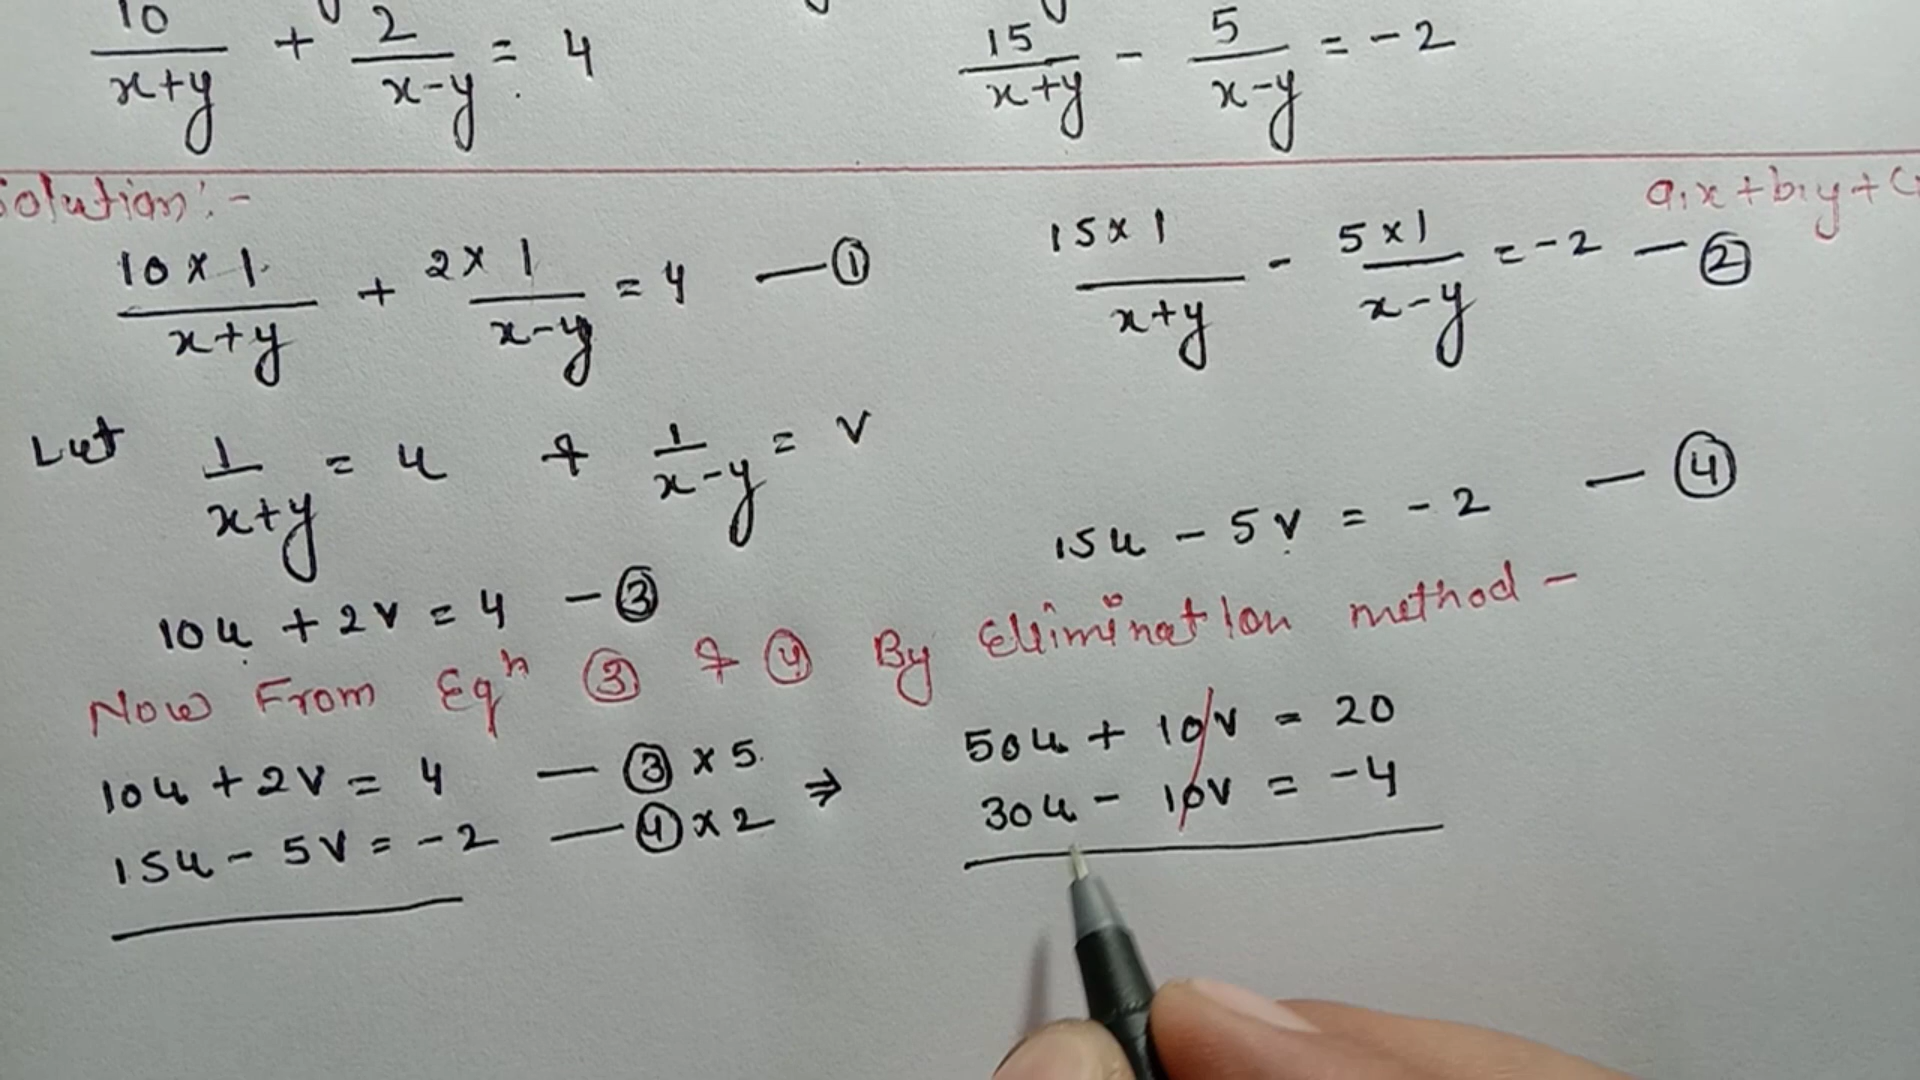 10/(x+y) + 2/(x-y) = 4    15/(x+y) - 5/(x-y) = -2
Solution:-    a₁x+b₁y+
(10×1)/(x+y) + (2×1)/(x-y) = 4 — ①    (15×1)/(x+y) - (5×1)/(x-y) = -2 — ②
Let 1/(x+y) = u & 1/(x-y) = v
10u + 2v = 4 — ③    15u - 5v = -2 — ④
Now From Eqⁿ ③ & ④ By Elimination method -
10u + 2v = 4 — ③ × 5 ⇒ 50u + 10v = 20
15u - 5v = -2 — ④ × 2    30u - 10v = -4